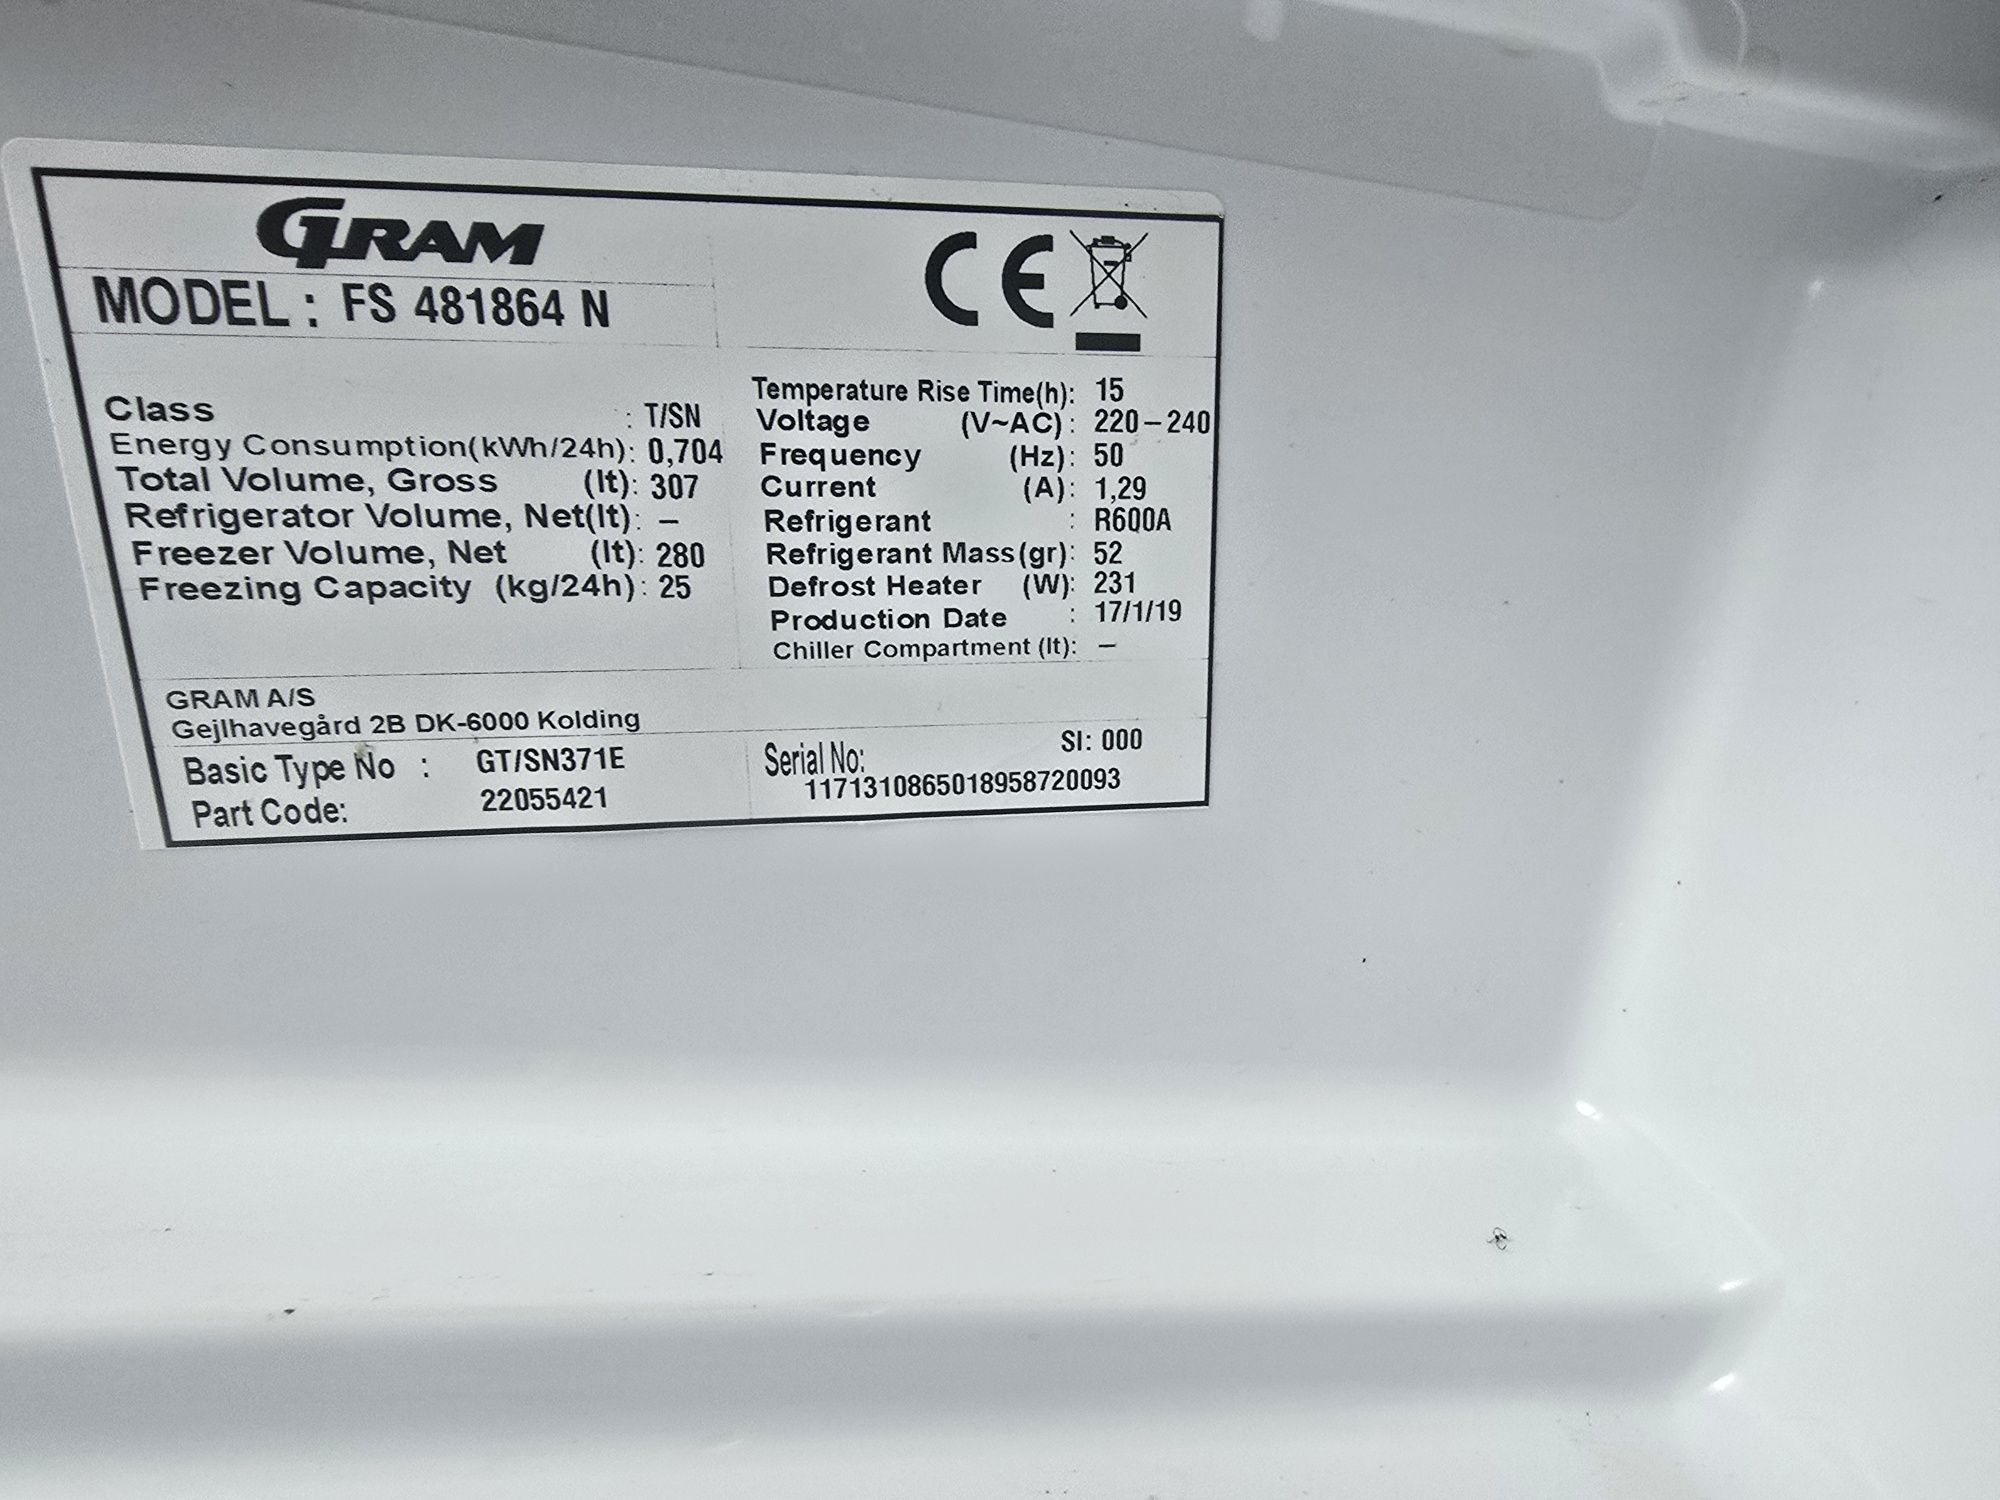 GRAM
MODEL : FS 481864 N
CE
Class : T/SN
Energy Consumption(kWh/24h): 0,704
Total Volume, Gross (lt): 307
Refrigerator Volume, Net(lt): –
Freezer Volume, Net (lt): 280
Freezing Capacity (kg/24h): 25
Temperature Rise Time(h): 15
Voltage (V~AC): 220-240
Frequency (Hz): 50
Current (A): 1,29
Refrigerant : R600A
Refrigerant Mass(gr): 52
Defrost Heater (W): 231
Production Date : 17/1/19
Chiller Compartment (lt): –
GRAM A/S
Gejlhavegård 2B DK-6000 Kolding
Basic Type No : GT/SN371E
Part Code: 22055421
Serial No: SI: 000
1171310865018958720093